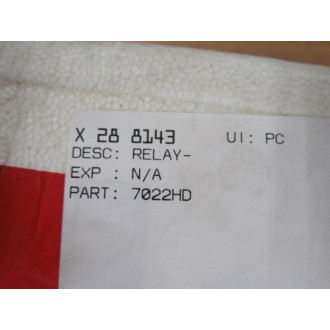 X 28 8143 UI: PC
DESC: RELAY-
EXP : N/A
PART: 7022HD